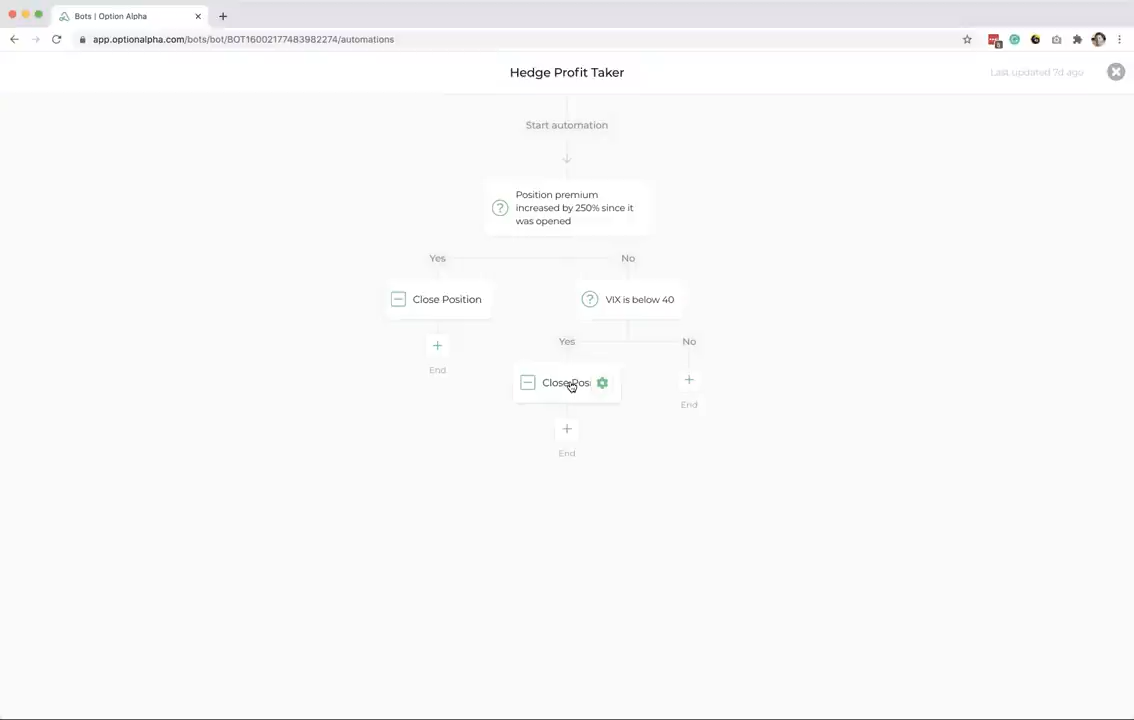 Bots | Option Alpha
app.optionalpha.com/bots/bot/BOT16002177483982274/automations
Hedge Profit Taker
Last updated 7d ago
Start automation
Position premium
increased by 250% since it
was opened
Yes
No
Close Position
VIX is below 40
Yes
No
End
Close Posi
End
End